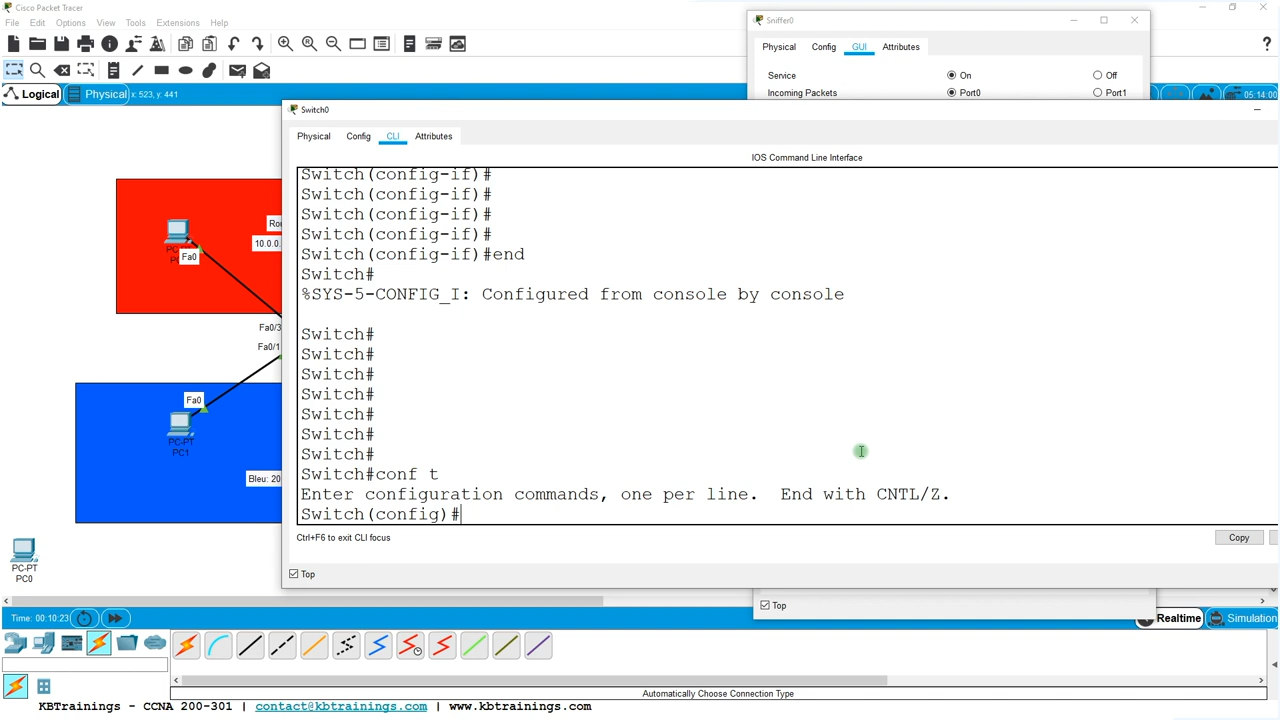 Cisco Packet Tracer
File Edit Options View Tools Extensions Help
Sniffer0
Physical Config GUI Attributes
Service On Off
Incoming Packets Port0 Port1
Logical Physical x: 523, y: 441
05:14:00
Switch0
Physical Config CLI Attributes
IOS Command Line Interface
Switch(config-if)#
Switch(config-if)#
Switch(config-if)#
Switch(config-if)#
Switch(config-if)#end
Switch#
%SYS-5-CONFIG_I: Configured from console by console
Switch#
Switch#
Switch#
Switch#
Switch#
Switch#
Switch#
Switch#conf t
Enter configuration commands, one per line. End with CNTL/Z.
Switch(config)#
Ctrl+F6 to exit CLI focus
Copy
Top
Rou
10.0.0.
Fa0
Fa0/3
Fa0/1
Fa0
PC-PT
PC1
Bleu: 20
PC-PT
PC0
Top
Time: 00:10:23
Realtime Simulation
Automatically Choose Connection Type
KBTrainings - CCNA 200-301 | contact@kbtrainings.com | www.kbtrainings.com